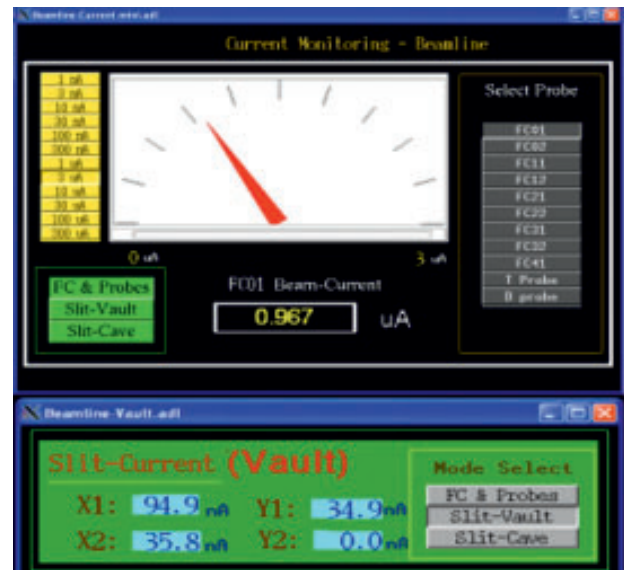 Beamline-Current-mini.adl
Current Monitoring - Beamline
1 nA
3 nA
10 nA
30 nA
100 nA
300 nA
1 uA
3 uA
10 uA
30 uA
100 uA
300 uA
Select Probe
FC01
FC02
FC11
FC12
FC21
FC22
FC31
FC32
FC41
T Probe
D probe
0 uA
3 uA
FC & Probes
Slit-Vault
Slit-Cave
FC01 Beam-Current
0.967 uA
Beamline-Vault.adl
Slit-Current (Vault)
X1: 94.9 nA Y1: 34.9nA
X2: 35.8 nA Y2: 0.0nA
Mode Select
FC & Probes
Slit-Vault
Slit-Cave